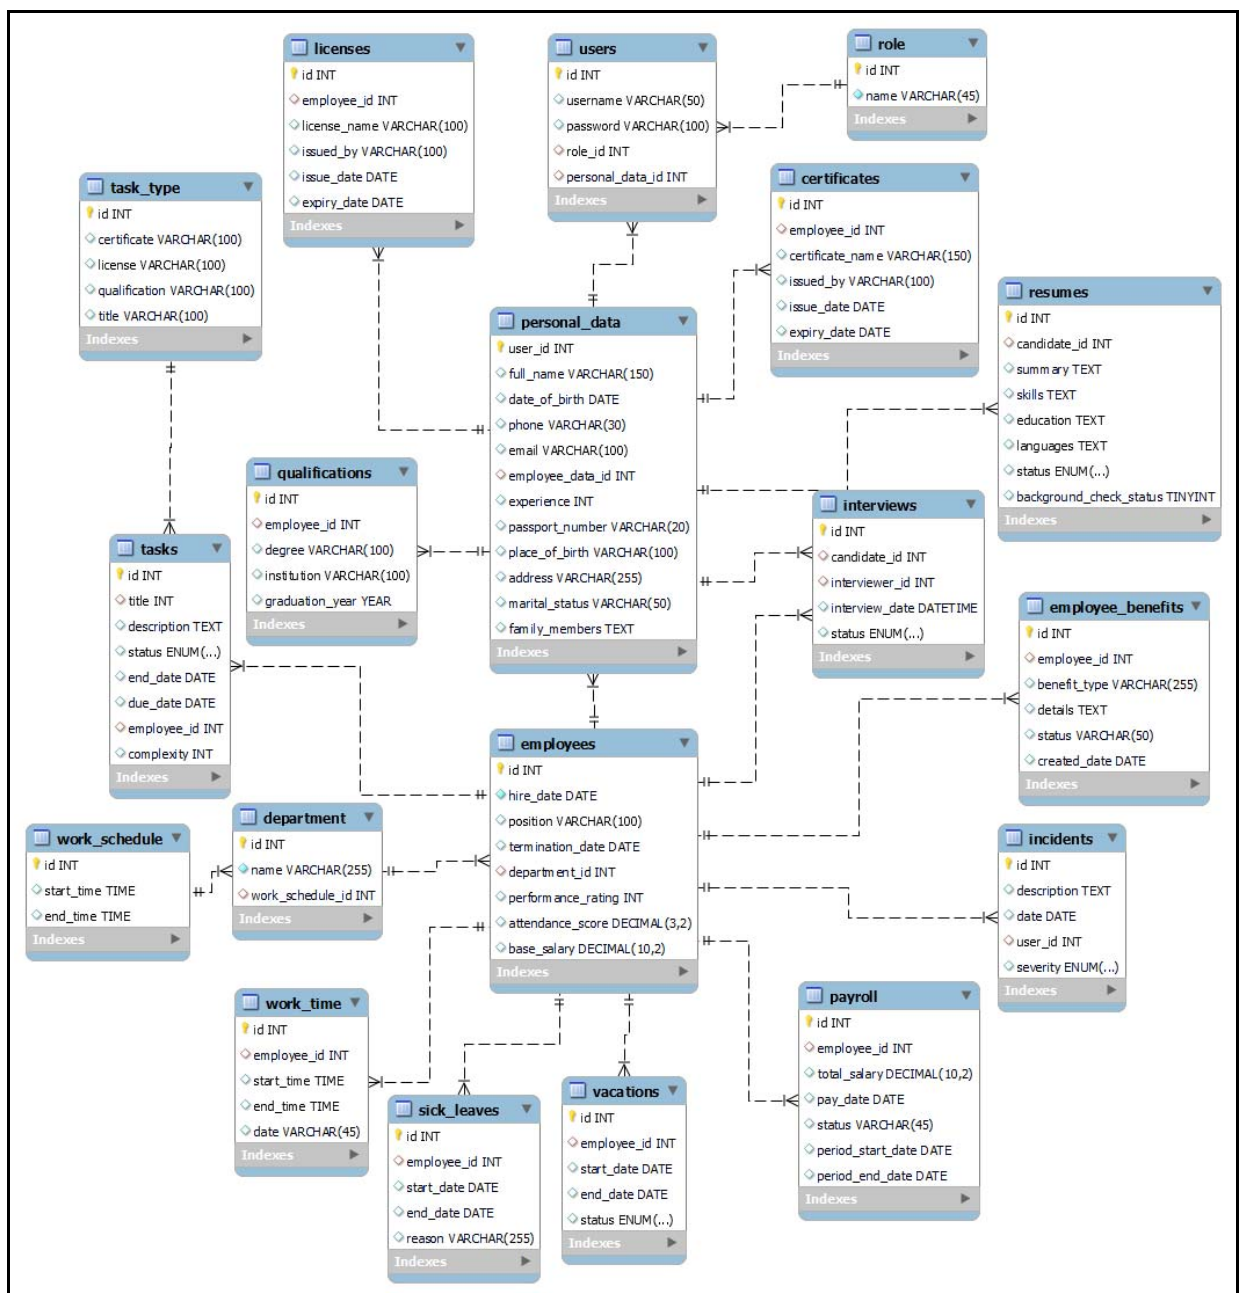 licenses
id INT
employee_id INT
license_name VARCHAR(100)
issued_by VARCHAR(100)
issue_date DATE
expiry_date DATE
Indexes
users
id INT
username VARCHAR(50)
password VARCHAR(100)
role_id INT
personal_data_id INT
Indexes
role
id INT
name VARCHAR(45)
Indexes
task_type
id INT
certificate VARCHAR(100)
license VARCHAR(100)
qualification VARCHAR(100)
title VARCHAR(100)
Indexes
certificates
id INT
employee_id INT
certificate_name VARCHAR(150)
issued_by VARCHAR(100)
issue_date DATE
expiry_date DATE
Indexes
resumes
id INT
candidate_id INT
summary TEXT
skills TEXT
education TEXT
languages TEXT
status ENUM(...)
background_check_status TINYINT
Indexes
personal_data
user_id INT
full_name VARCHAR(150)
date_of_birth DATE
phone VARCHAR(30)
email VARCHAR(100)
employee_data_id INT
experience INT
passport_number VARCHAR(20)
place_of_birth VARCHAR(100)
address VARCHAR(255)
marital_status VARCHAR(50)
family_members TEXT
Indexes
qualifications
id INT
employee_id INT
degree VARCHAR(100)
institution VARCHAR(100)
graduation_year YEAR
Indexes
interviews
id INT
candidate_id INT
interviewer_id INT
interview_date DATETIME
status ENUM(...)
Indexes
tasks
id INT
title INT
description TEXT
status ENUM(...)
end_date DATE
due_date DATE
employee_id INT
complexity INT
Indexes
employee_benefits
id INT
employee_id INT
benefit_type VARCHAR(255)
details TEXT
status VARCHAR(50)
created_date DATE
Indexes
employees
id INT
hire_date DATE
position VARCHAR(100)
termination_date DATE
department_id INT
performance_rating INT
attendance_score DECIMAL(3,2)
base_salary DECIMAL(10,2)
Indexes
work_schedule
id INT
start_time TIME
end_time TIME
Indexes
department
id INT
name VARCHAR(255)
work_schedule_id INT
Indexes
incidents
id INT
description TEXT
date DATE
user_id INT
severity ENUM(...)
Indexes
work_time
id INT
employee_id INT
start_time TIME
end_time TIME
date VARCHAR(45)
Indexes
payroll
id INT
employee_id INT
total_salary DECIMAL(10,2)
pay_date DATE
status VARCHAR(45)
period_start_date DATE
period_end_date DATE
Indexes
sick_leaves
id INT
employee_id INT
start_date DATE
end_date DATE
reason VARCHAR(255)
Indexes
vacations
id INT
employee_id INT
start_date DATE
end_date DATE
status ENUM(...)
Indexes